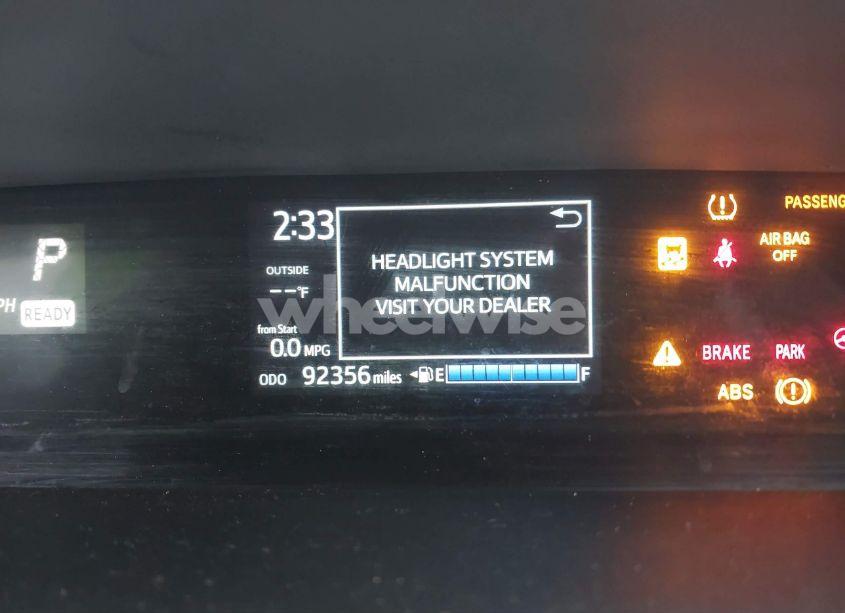 P
PH
READY
2:33
OUTSIDE
--°F
from Start
0.0 MPG
ODO 92356 miles
E F
HEADLIGHT SYSTEM
MALFUNCTION
VISIT YOUR DEALER
wheelwise
PASSENG
AIR BAG
OFF
BRAKE PARK
ABS